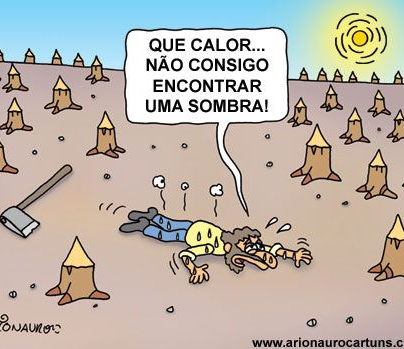 QUE CALOR...
NÃO CONSIGO
ENCONTRAR
UMA SOMBRA!
www.arionaurocartuns.c